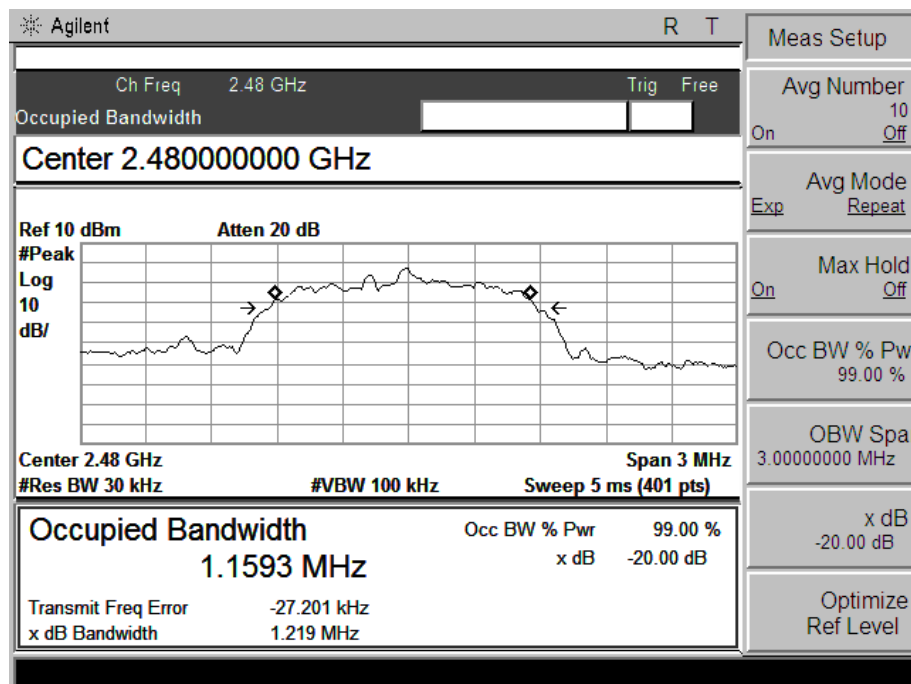 Agilent R T
Ch Freq 2.48 GHz Trig Free
Occupied Bandwidth
Center 2.480000000 GHz
Ref 10 dBm Atten 20 dB
#Peak
Log
10
dB/
Center 2.48 GHz Span 3 MHz
#Res BW 30 kHz #VBW 100 kHz Sweep 5 ms (401 pts)
Occupied Bandwidth Occ BW % Pwr 99.00 %
1.1593 MHz x dB -20.00 dB
Transmit Freq Error -27.201 kHz
x dB Bandwidth 1.219 MHz
Meas Setup
Avg Number
10
On Off
Avg Mode
Exp Repeat
Max Hold
On Off
Occ BW % Pw
99.00 %
OBW Spa
3.00000000 MHz
x dB
-20.00 dB
Optimize
Ref Level